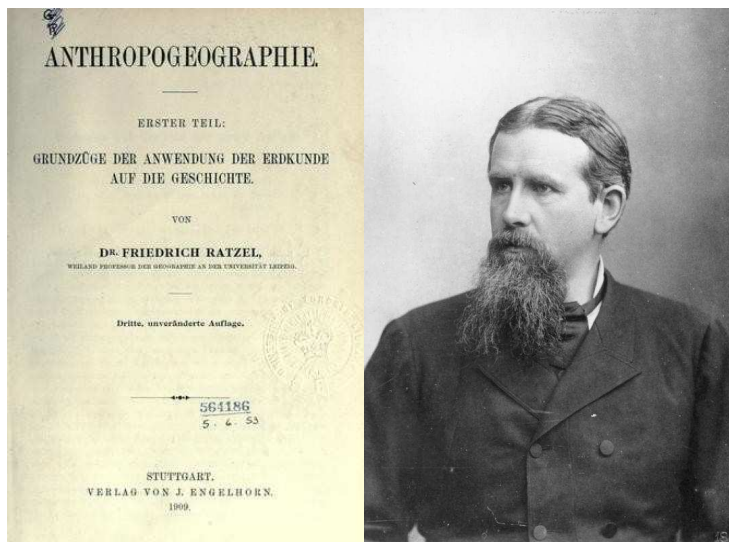 ANTHROPOGEOGRAPHIE.
ERSTER TEIL:
GRUNDZÜGE DER ANWENDUNG DER ERDKUNDE
AUF DIE GESCHICHTE.
VON
DR. FRIEDRICH RATZEL,
WEILAND PROFESSOR DER GEOGRAPHIE AN DER UNIVERSITÄT LEIPZIG.
Dritte, unveränderte Auflage.
564186
5. 6. 53
STUTTGART.
VERLAG VON J. ENGELHORN.
1909.